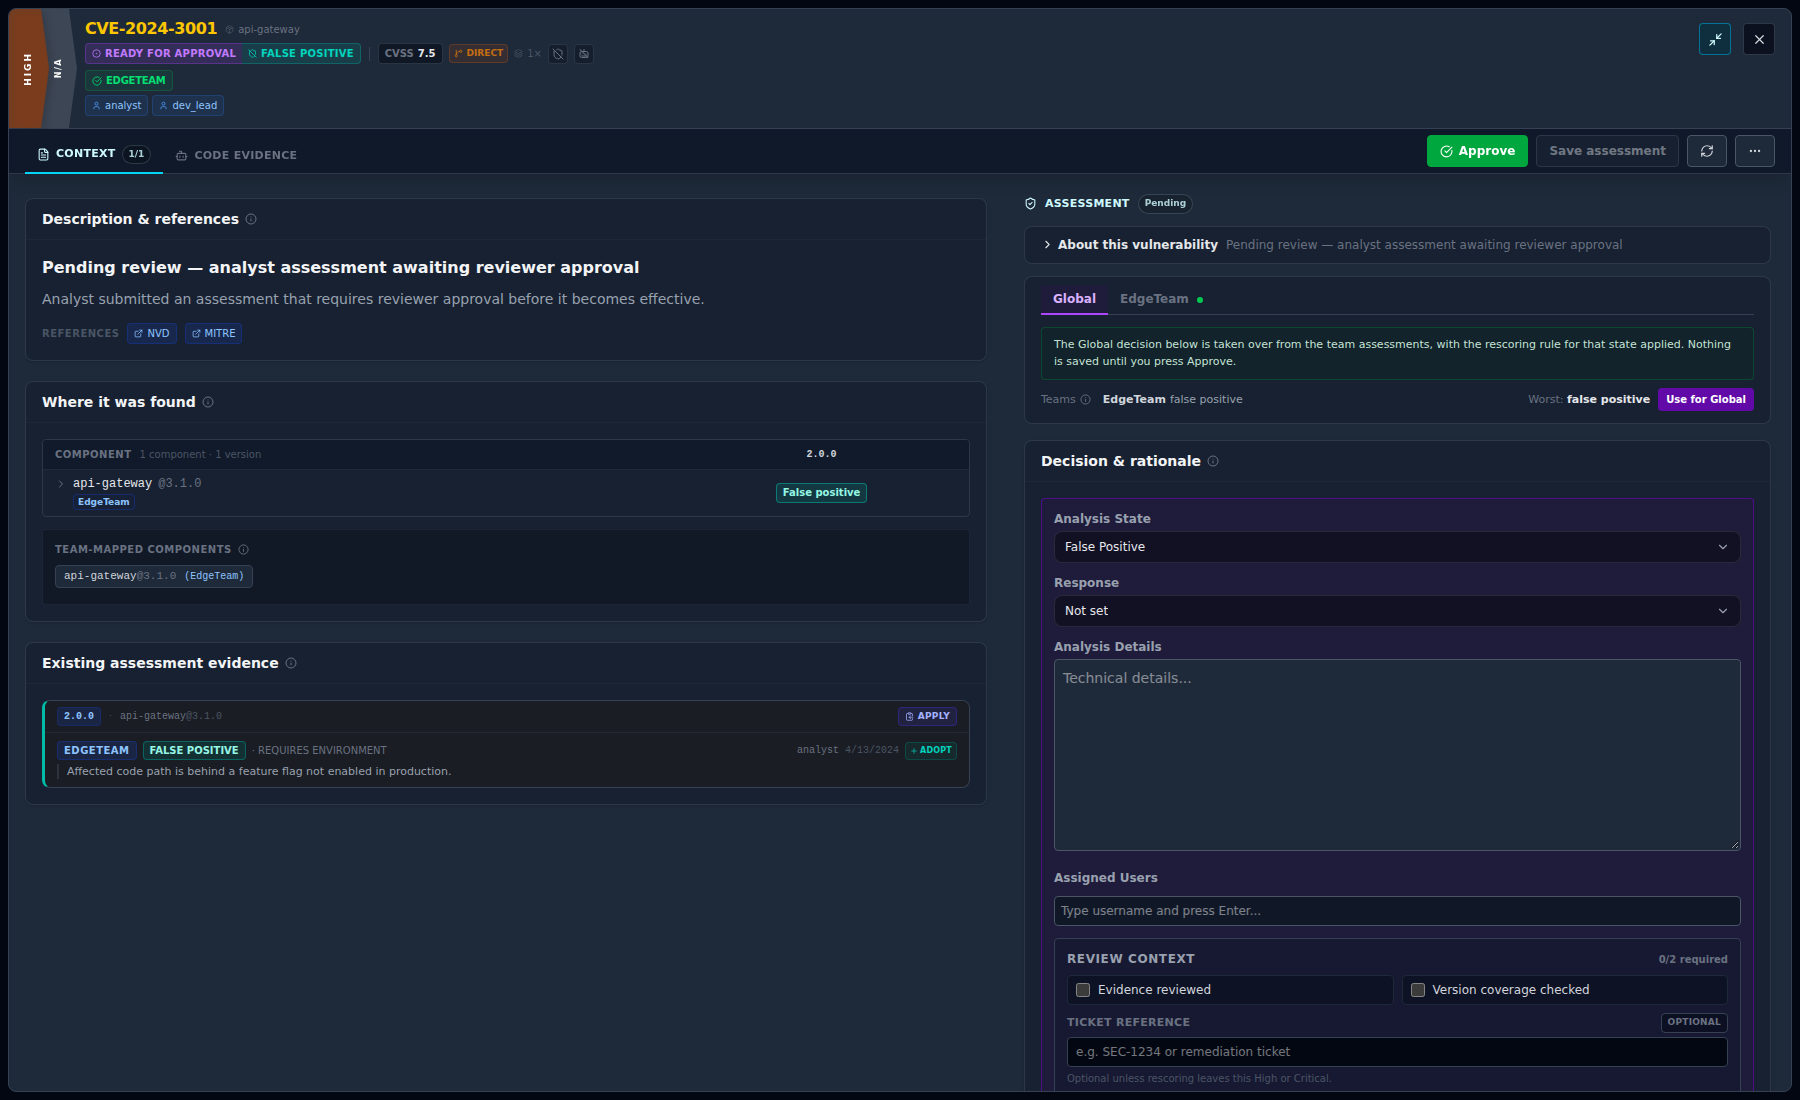 HIGH
N/A
CVE-2024-3001 api-gateway
READY FOR APPROVAL FALSE POSITIVE CVSS 7.5 DIRECT 1×
EDGETEAM
analyst dev_lead
CONTEXT 1/1 CODE EVIDENCE
Approve Save assessment
Description & references
Pending review — analyst assessment awaiting reviewer approval
Analyst submitted an assessment that requires reviewer approval before it becomes effective.
REFERENCES NVD MITRE
Where it was found
COMPONENT 1 component · 1 version 2.0.0
api-gateway @3.1.0
EdgeTeam
False positive
TEAM-MAPPED COMPONENTS
api-gateway@3.1.0 (EdgeTeam)
Existing assessment evidence
2.0.0 · api-gateway@3.1.0 APPLY
EDGETEAM FALSE POSITIVE · REQUIRES ENVIRONMENT analyst 4/13/2024 + ADOPT
Affected code path is behind a feature flag not enabled in production.
ASSESSMENT Pending
About this vulnerability Pending review — analyst assessment awaiting reviewer approval
Global EdgeTeam
The Global decision below is taken over from the team assessments, with the rescoring rule for that state applied. Nothing
is saved until you press Approve.
Teams EdgeTeam false positive Worst: false positive Use for Global
Decision & rationale
Analysis State
False Positive
Response
Not set
Analysis Details
Technical details...
Assigned Users
Type username and press Enter...
REVIEW CONTEXT 0/2 required
Evidence reviewed Version coverage checked
TICKET REFERENCE OPTIONAL
e.g. SEC-1234 or remediation ticket
Optional unless rescoring leaves this High or Critical.